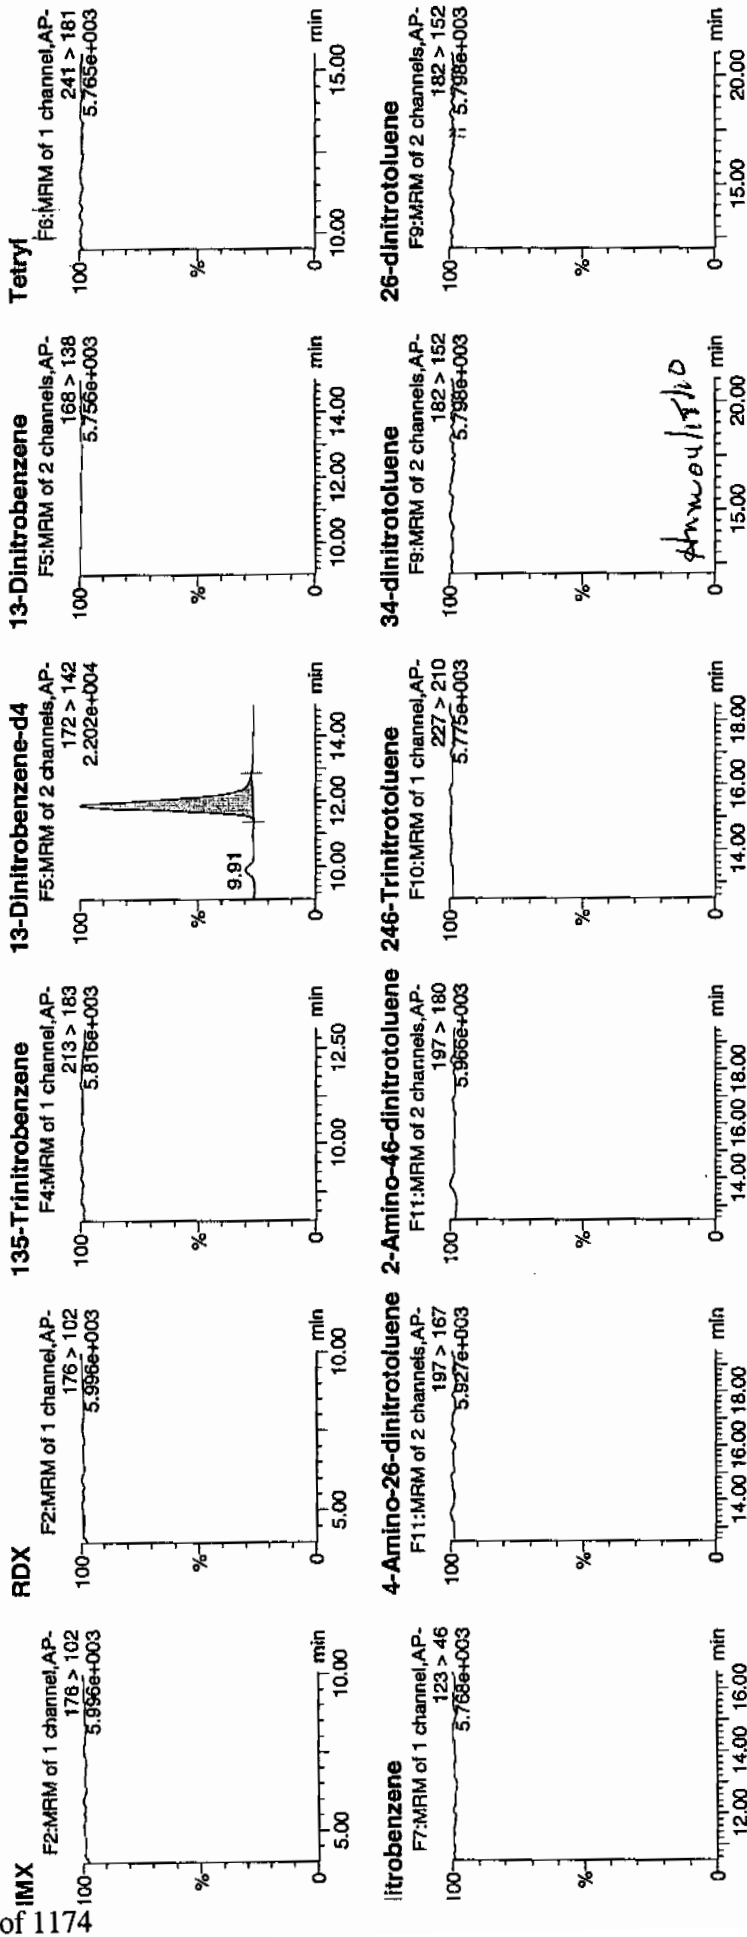 IMX
F2:MRM of 1 channel,AP-
176 > 102
5.996e+003
100
%
0
5.00
10.00
min
RDX
F2:MRM of 1 channel,AP-
176 > 102
5.996e+003
100
%
0
5.00
10.00
min
135-Trinitrobenzene
F4:MRM of 1 channel,AP-
213 > 183
5.816e+003
100
%
0
10.00
12.50
min
13-Dinitrobenzene-d4
F5:MRM of 2 channels,AP-
172 > 142
2.202e+004
100
%
9.91
0
10.00
12.00
14.00
min
13-Dinitrobenzene
F5:MRM of 2 channels,AP-
168 > 138
5.756e+003
100
%
0
10.00
12.00
14.00
min
Tetryl
F6:MRM of 1 channel,AP-
241 > 181
5.765e+003
100
%
0
10.00
15.00
min
litrobenzene
F7:MRM of 1 channel,AP-
123 > 46
5.768e+003
100
%
0
12.00
14.00
16.00
min
4-Amino-26-dinitrotoluene
F11:MRM of 2 channels,AP-
197 > 167
5.927e+003
100
%
0
14.00
16.00
18.00
min
2-Amino-46-dinitrotoluene
F11:MRM of 2 channels,AP-
197 > 180
5.966e+003
100
%
0
14.00
16.00
18.00
min
246-Trinitrotoluene
F10:MRM of 1 channel,AP-
227 > 210
5.775e+003
100
%
0
14.00
16.00
18.00
min
34-dinitrotoluene
F9:MRM of 2 channels,AP-
182 > 152
5.798e+003
100
%
0
15.00
20.00
min
26-dinitrotoluene
F9:MRM of 2 channels,AP-
182 > 152
5.798e+003
100
%
0
15.00
20.00
min
of 1174